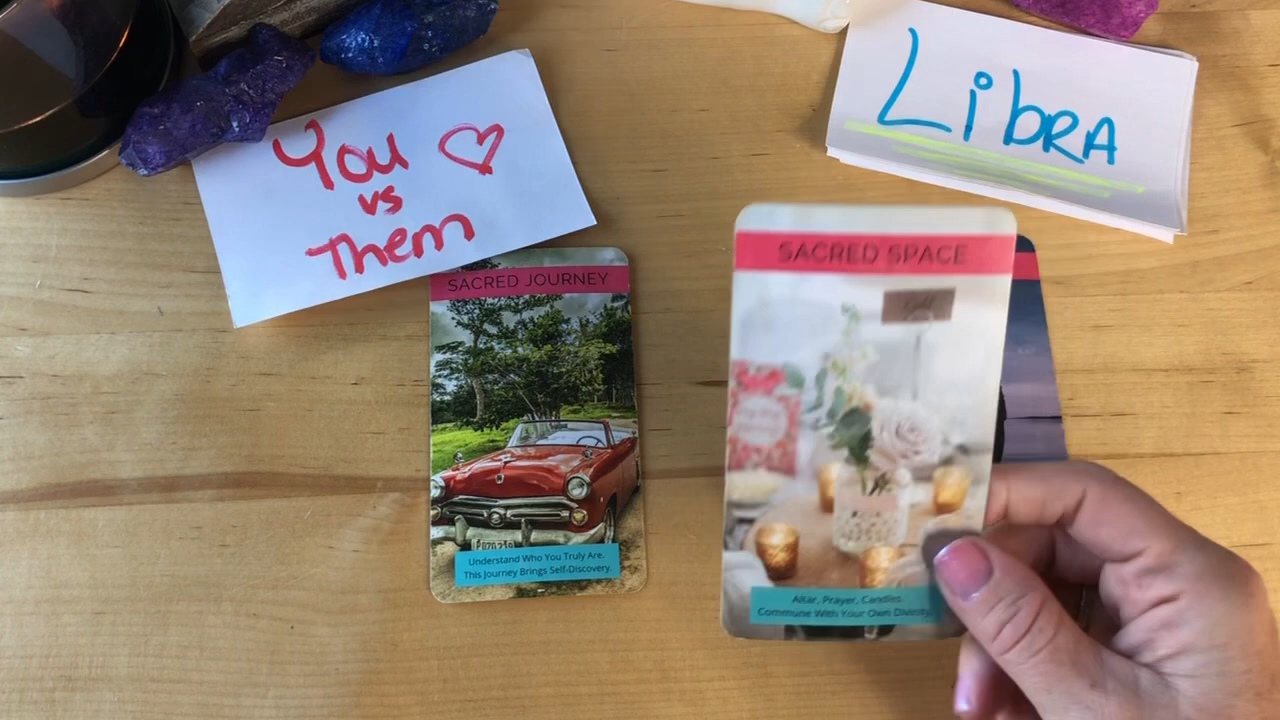 You
vs
Them
Libra
SACRED JOURNEY
Understand Who You Truly Are.
This Journey Brings Self-Discovery.
SACRED SPACE
Altar, Prayer, Candles.
Commune With Your Own Divinity.